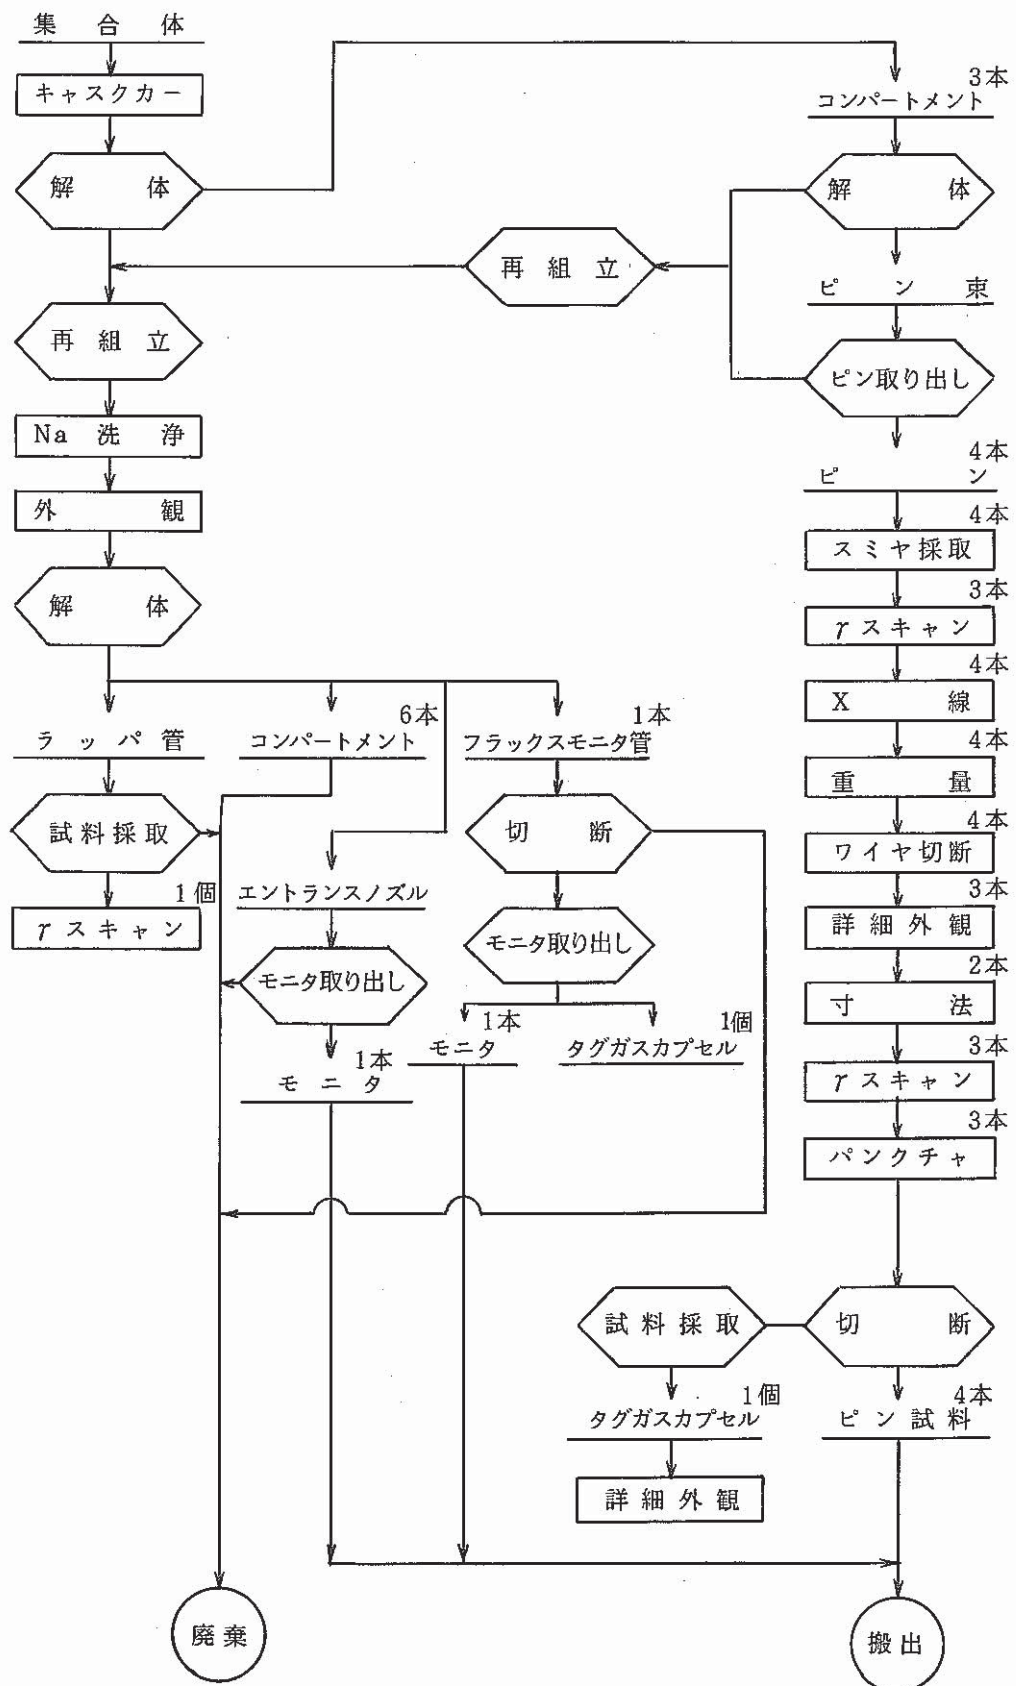 集合体
キャスクカー
解体
再組立
Na洗浄
外観
解体
3本
コンパートメント
解体
再組立
ピン束
ピン取り出し
4本
ピン
4本
スミヤ採取
3本
γスキャン
4本
X線
4本
重量
4本
ワイヤ切断
3本
詳細外観
2本
寸法
3本
γスキャン
3本
パンクチャ
ラッパ管
試料採取
1個
γスキャン
6本
コンパートメント
エントランスノズル
モニタ取り出し
1本
モニタ
1本
フラックスモニタ管
切断
モニタ取り出し
1本
モニタ
1個
タグガスカプセル
試料採取
切断
1個
タグガスカプセル
詳細外観
4本
ピン試料
廃棄
搬出